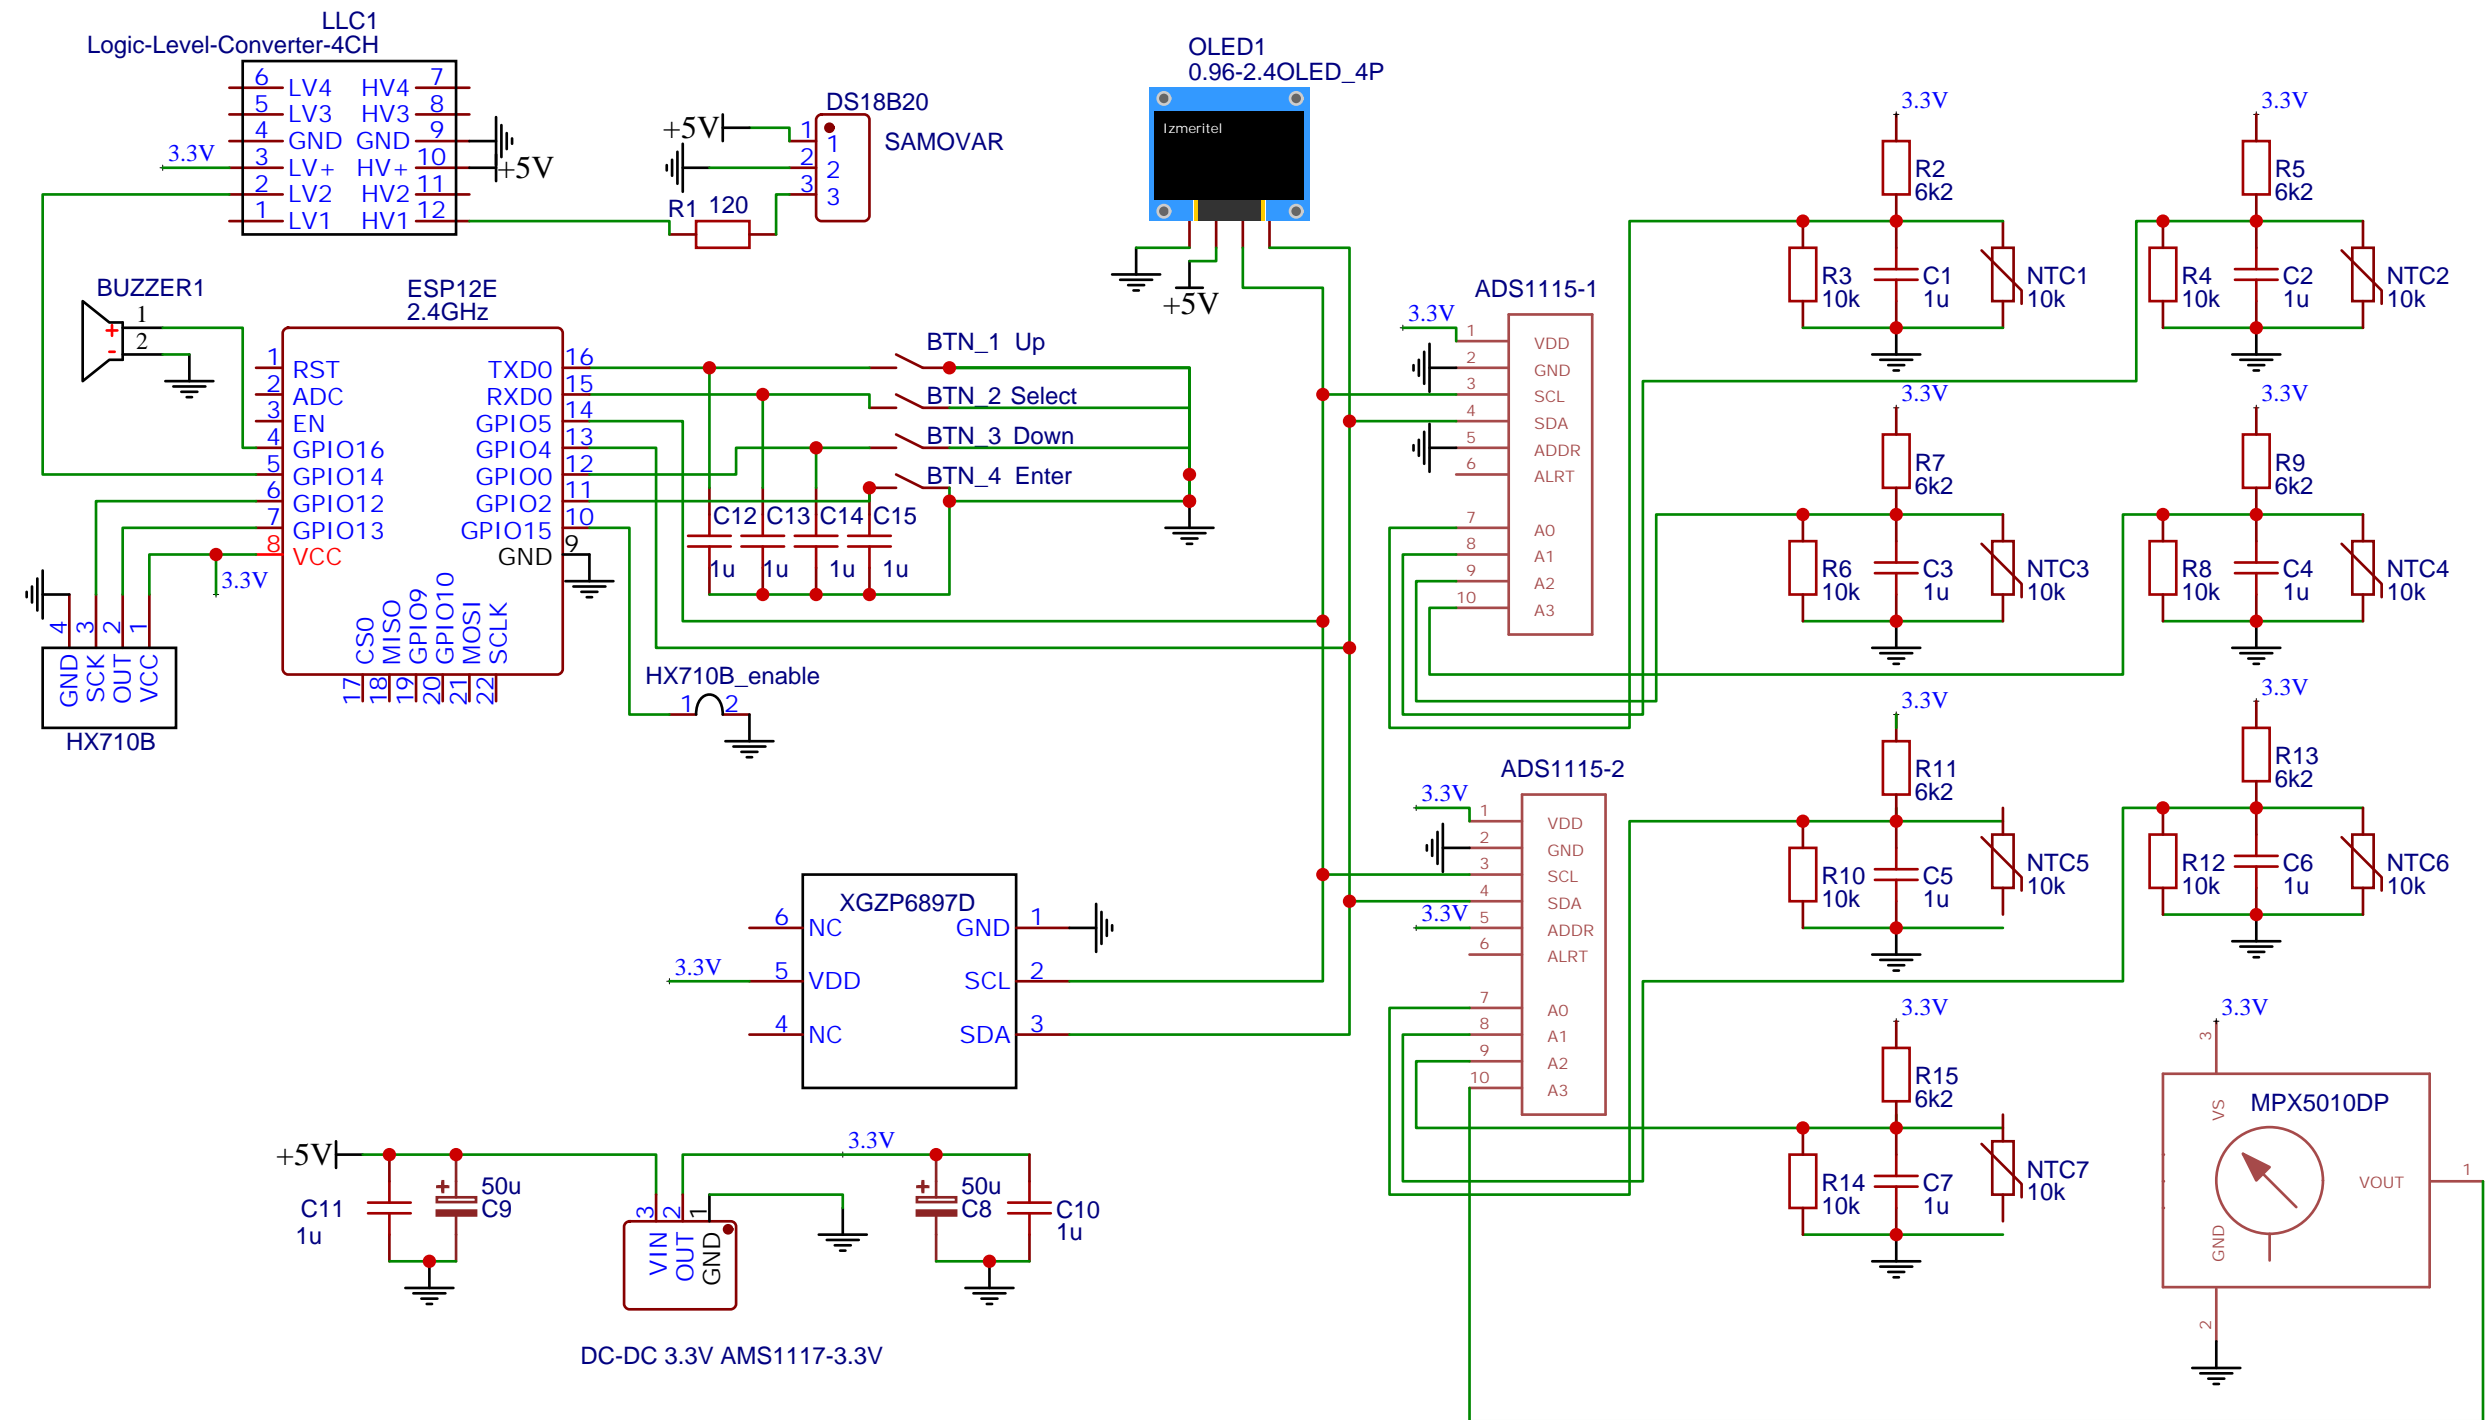 LLC1
Logic-Level-Converter-4CH
6 LV4 HV4 7
5 LV3 HV3 8
4 GND GND 9
3.3V 3 LV+ HV+ 10 +5V
2 LV2 HV2 11
1 LV1 HV1 12
DS18B20
SAMOVAR
+5V 1 1
2 2
3 3
R1 120
OLED1
0.96-2.4OLED_4P
Izmeritel
+5V
BUZZER1
+ 1
- 2
ESP12E
2.4GHz
1 RST TXD0 16
2 ADC RXD0 15
3 EN GPIO5 14
4 GPIO16 GPIO4 13
5 GPIO14 GPIO0 12
6 GPIO12 GPIO2 11
7 GPIO13 GPIO15 10
8 VCC GND 9
3.3V
CS0 MISO GPIO9 GPIO10 MOSI SCLK
17 18 19 20 21 22
BTN_1 Up
BTN_2 Select
BTN_3 Down
BTN_4 Enter
C12 C13 C14 C15
1u 1u 1u 1u
4 3 2 1
GND SCK OUT VCC
HX710B
HX710B_enable
1 2
ADS1115-1
3.3V
1 VDD
2 GND
3 SCL
4 SDA
5 ADDR
6 ALRT
7 A0
8 A1
9 A2
10 A3
ADS1115-2
3.3V
1 VDD
2 GND
3 SCL
4 SDA
3.3V 5 ADDR
6 ALRT
7 A0
8 A1
9 A2
10 A3
XGZP6897D
6 NC GND 1
3.3V 5 VDD SCL 2
4 NC SDA 3
+5V
C11
1u
+ 50u
C9
3 2 1
VIN OUT GND
3.3V
+ 50u
C8
C10
1u
DC-DC 3.3V AMS1117-3.3V
3.3V
R2
6k2
R3
10k
C1
1u
NTC1
10k
3.3V
R5
6k2
R4
10k
C2
1u
NTC2
10k
3.3V
R7
6k2
R6
10k
C3
1u
NTC3
10k
3.3V
R9
6k2
R8
10k
C4
1u
NTC4
10k
3.3V
R11
6k2
R10
10k
C5
1u
NTC5
10k
3.3V
R13
6k2
R12
10k
C6
1u
NTC6
10k
3.3V
R15
6k2
R14
10k
C7
1u
NTC7
10k
3.3V
3
VS
MPX5010DP
VOUT 1
GND
2